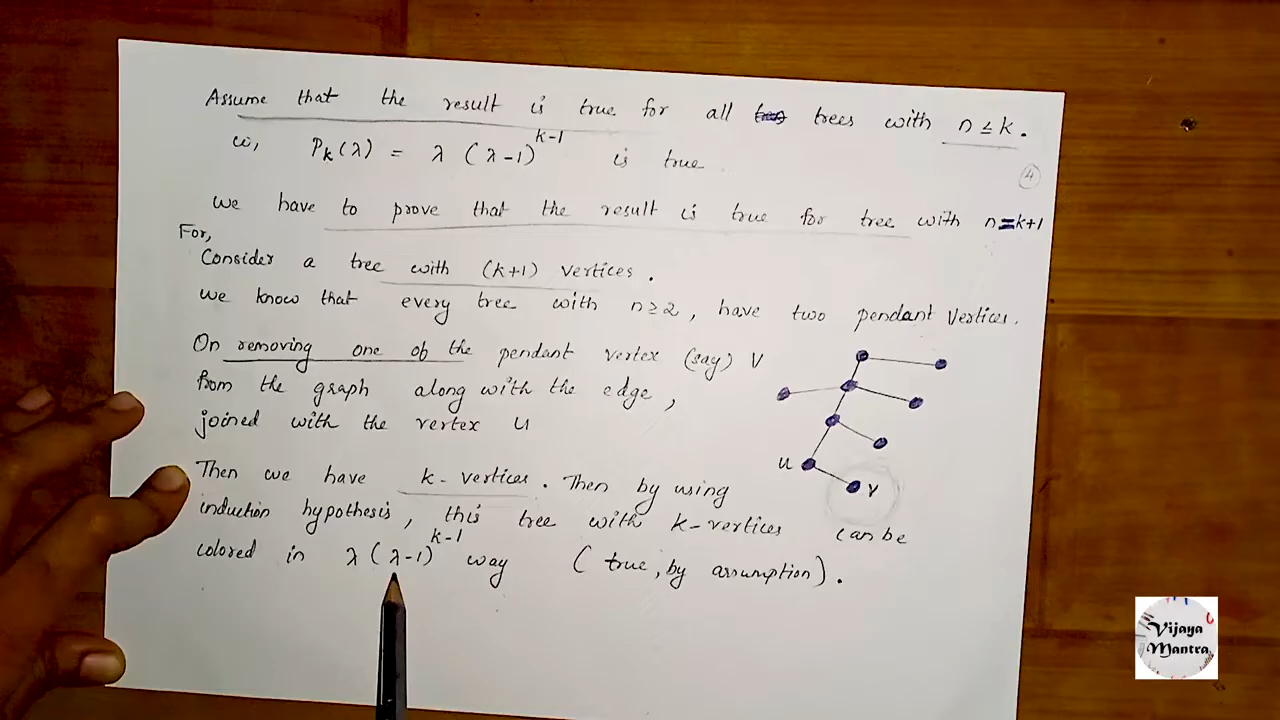 Assume that the result is true for all trees with n ≤ k.
ie, Pk(λ) = λ (λ-1)^k-1 is true
4
We have to prove that the result is true for tree with n=k+1
For,
Consider a tree with (k+1) vertices.
We know that every tree with n≥2, have two pendant vertices.
On removing one of the pendant vertex (say) V
from the graph along with the edge,
joined with the vertex u
Then we have k-vertices. Then by using
induction hypothesis, this tree with k-vertices can be
colored in λ(λ-1)^k-1 way (true, by assumption).
u
v
Vijaya
Mantra